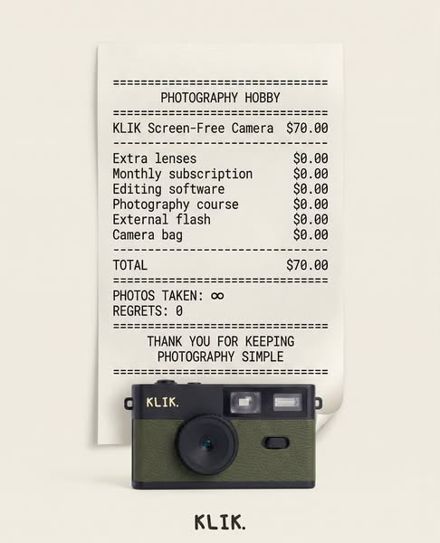 ================================
PHOTOGRAPHY HOBBY
================================
KLIK Screen-Free Camera $70.00
--------------------------------
Extra lenses $0.00
Monthly subscription $0.00
Editing software $0.00
Photography course $0.00
External flash $0.00
Camera bag $0.00
--------------------------------
TOTAL $70.00
================================
PHOTOS TAKEN: ∞
REGRETS: 0
================================
THANK YOU FOR KEEPING
PHOTOGRAPHY SIMPLE
================================
KLIK.
KLIK.